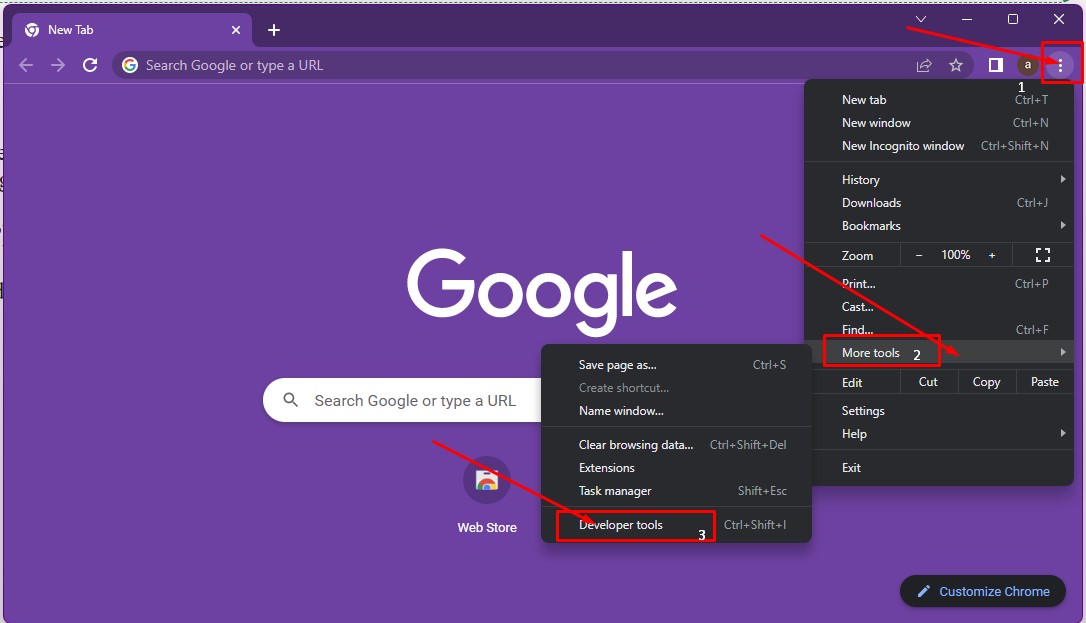 New Tab
Search Google or type a URL
a
1
New tab Ctrl+T
New window Ctrl+N
New Incognito window Ctrl+Shift+N
History
Downloads Ctrl+J
Bookmarks
Zoom − 100% +
Print... Ctrl+P
Cast...
Find... Ctrl+F
More tools 2
Edit Cut Copy Paste
Settings
Help
Exit
Google
Search Google or type a URL
Web Store
Save page as... Ctrl+S
Create shortcut...
Name window...
Clear browsing data... Ctrl+Shift+Del
Extensions
Task manager Shift+Esc
Developer tools 3 Ctrl+Shift+I
Customize Chrome